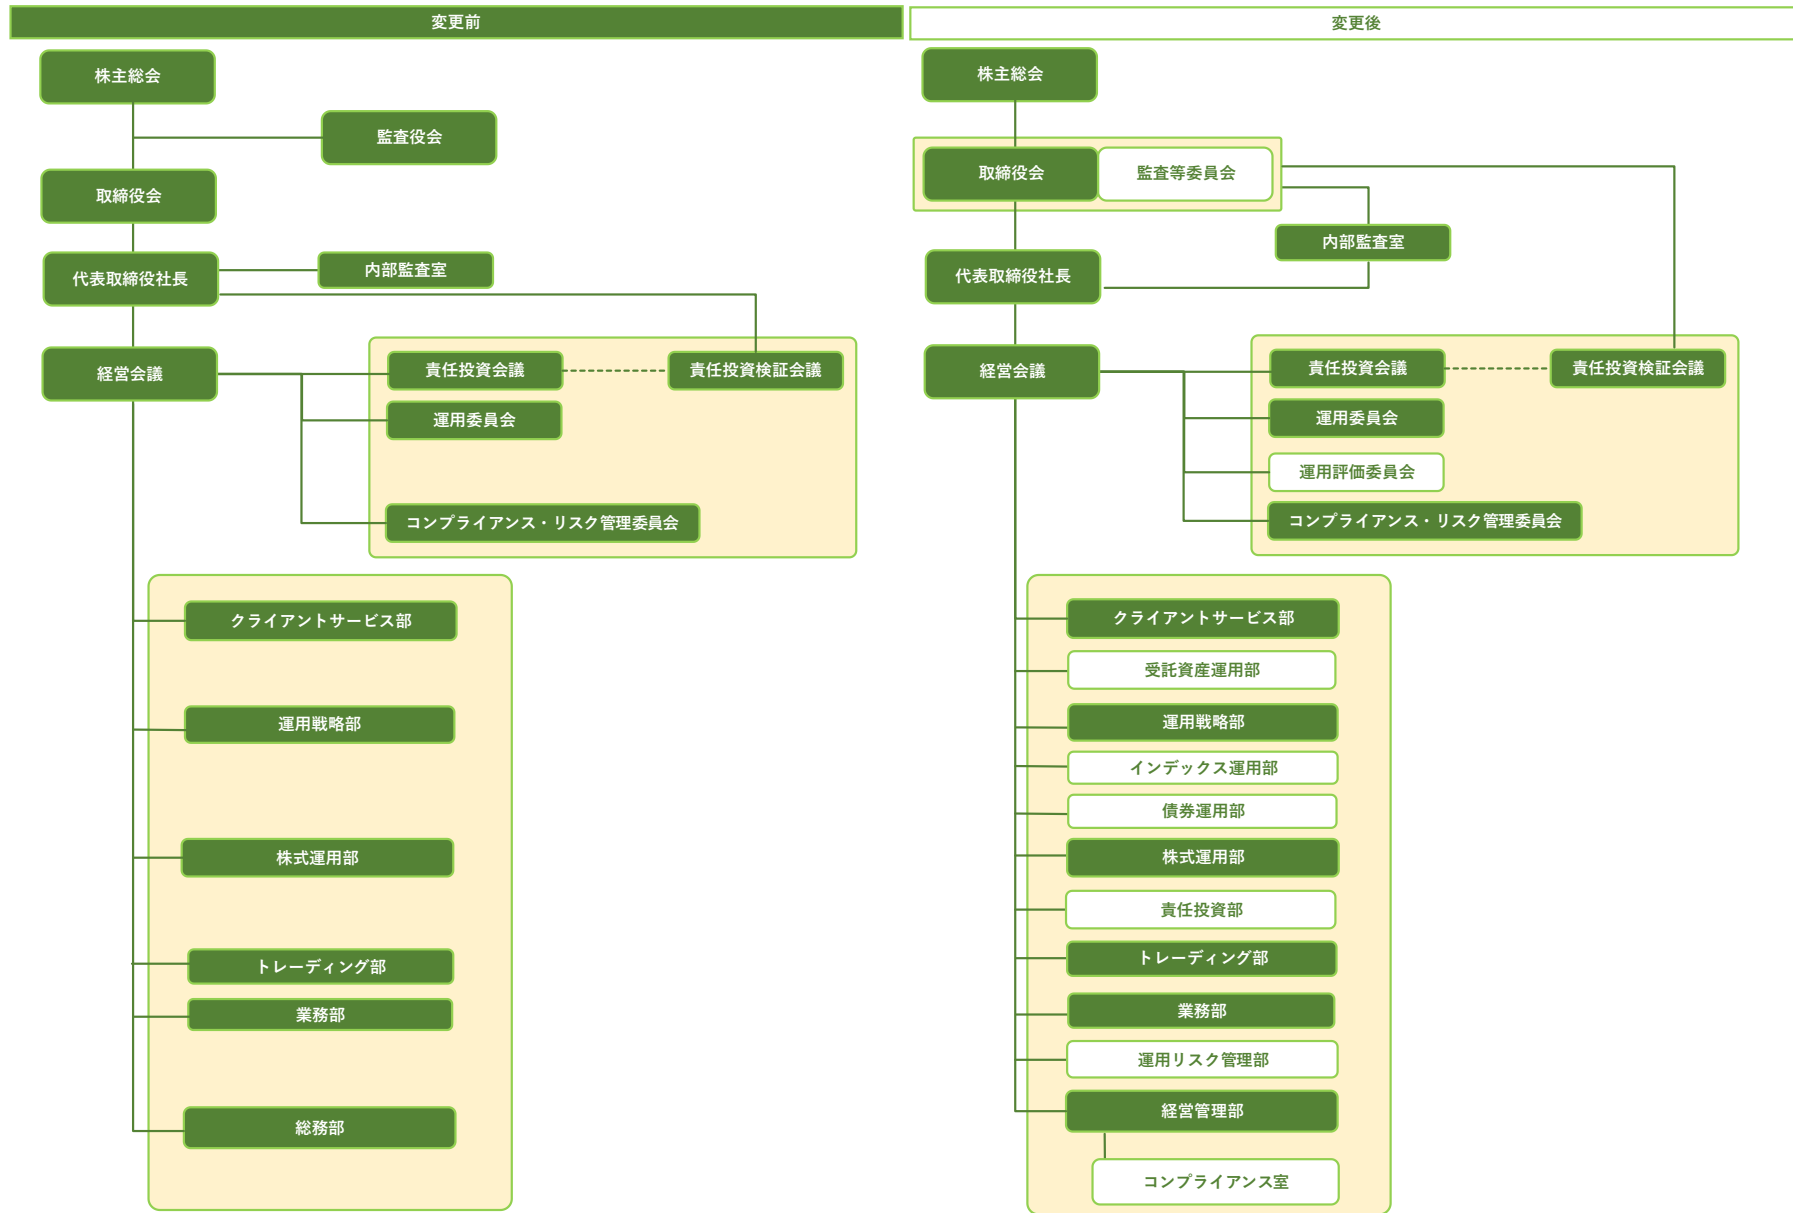 変更前
株主総会
監査役会
取締役会
代表取締役社長
内部監査室
経営会議
責任投資会議
責任投資検証会議
運用委員会
コンプライアンス・リスク管理委員会
クライアントサービス部
運用戦略部
株式運用部
トレーディング部
業務部
総務部
変更後
株主総会
取締役会
監査等委員会
内部監査室
代表取締役社長
経営会議
責任投資会議
責任投資検証会議
運用委員会
運用評価委員会
コンプライアンス・リスク管理委員会
クライアントサービス部
受託資産運用部
運用戦略部
インデックス運用部
債券運用部
株式運用部
責任投資部
トレーディング部
業務部
運用リスク管理部
経営管理部
コンプライアンス室